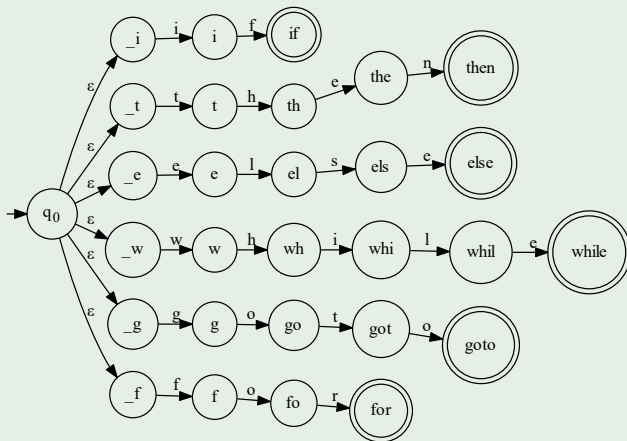 ε _i i i f if
ε _t t t h th e the n then
ε _e e e l el s els e else
q0
ε _w w w h wh i whi l whil e while
ε _g g g o go t got o goto
ε _f f f o fo r for